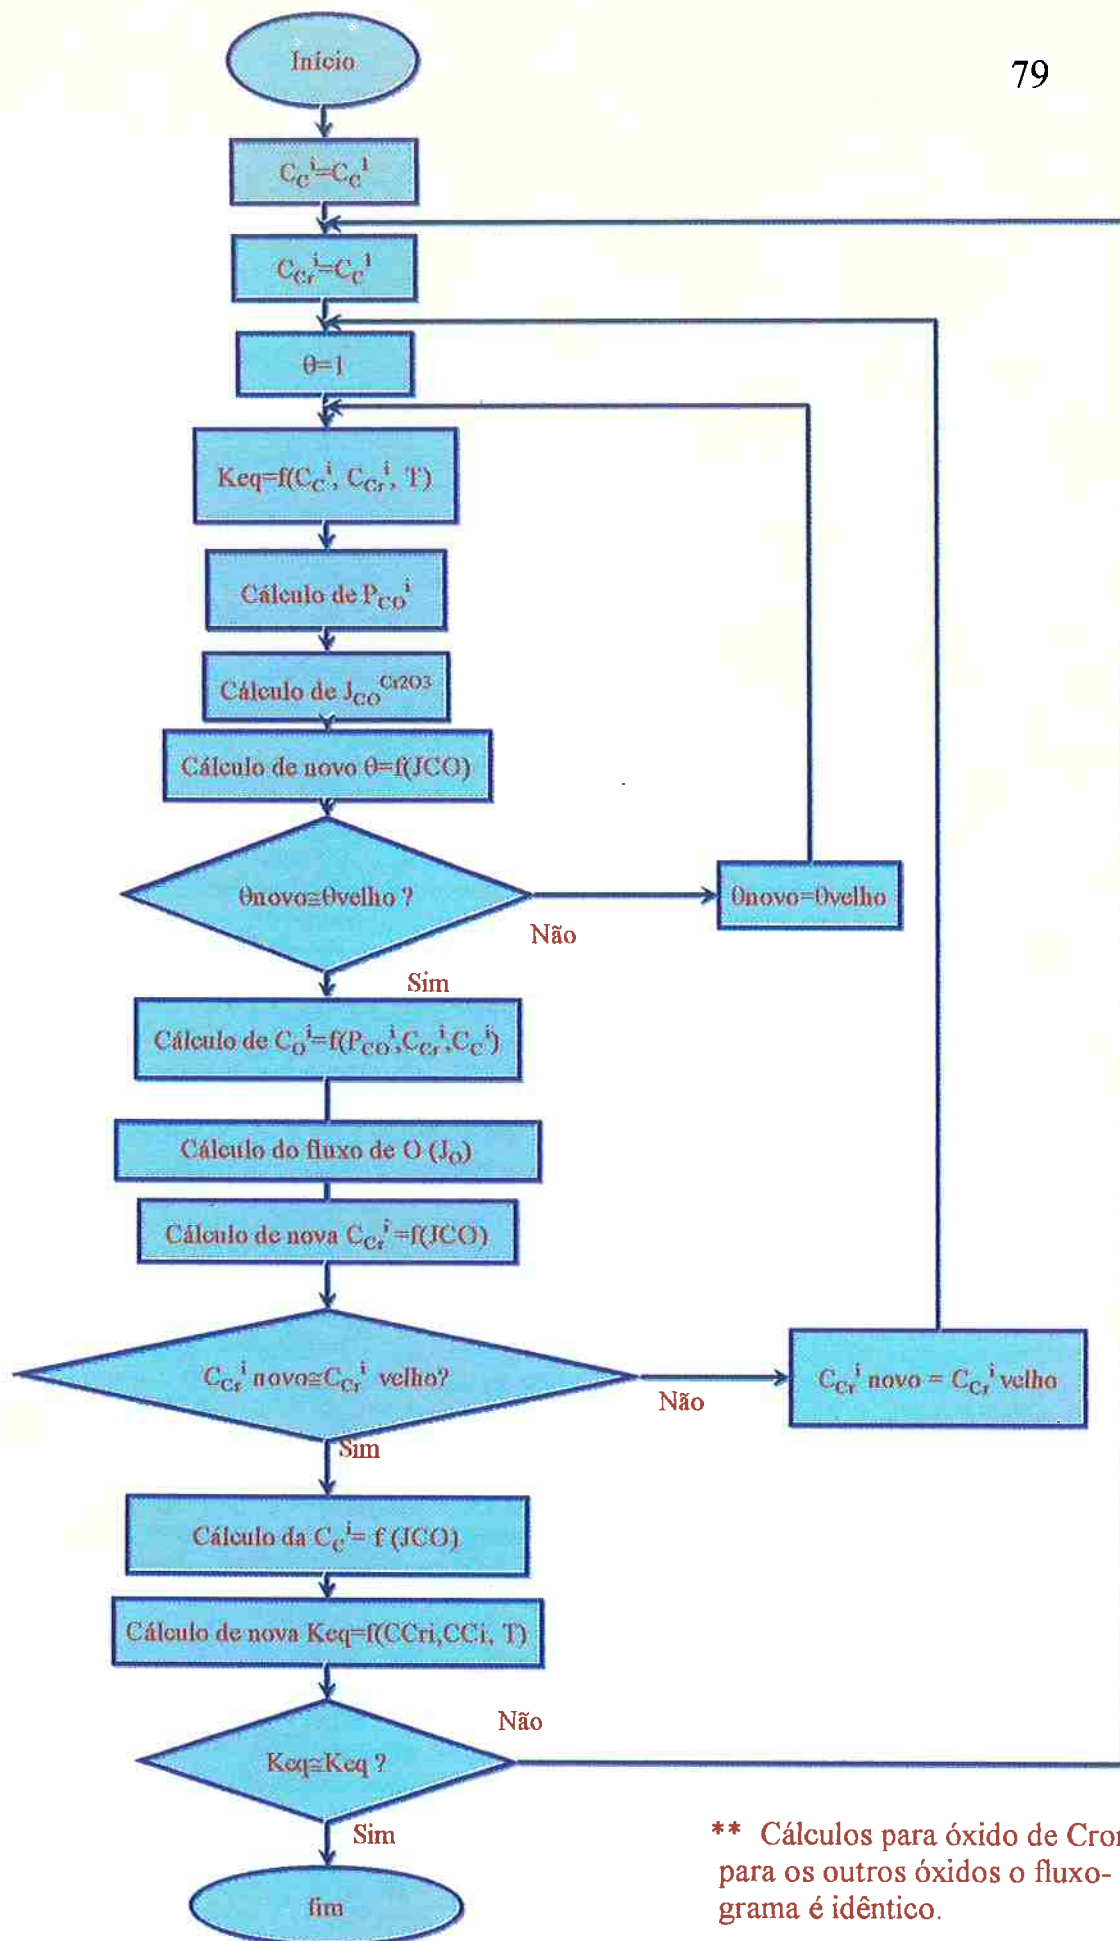 79
Início
C_C^i=C_C^l
C_Cr^i=C_C^l
θ=1
Keq=f(C_C^i, C_Cr^i, T)
Cálculo de P_CO^i
Cálculo de J_CO^Cr2O3
Cálculo de novo θ=f(JCO)
θnovo≅θvelho ?
Não
θnovo=θvelho
Sim
Cálculo de C_O^i=f(P_CO^i,C_Cr^i,C_C^i)
Cálculo do fluxo de O (J_O)
Cálculo de nova C_Cr^i=f(JCO)
C_Cr^i novo≅C_Cr^i velho?
Não
C_Cr^i novo = C_Cr^i velho
Sim
Cálculo da C_C^i= f (JCO)
Cálculo de nova Keq=f(CCri,CCi, T)
Keq≅Keq ?
Não
Sim
fim
** Cálculos para óxido de Cro
para os outros óxidos o fluxo-
grama é idêntico.